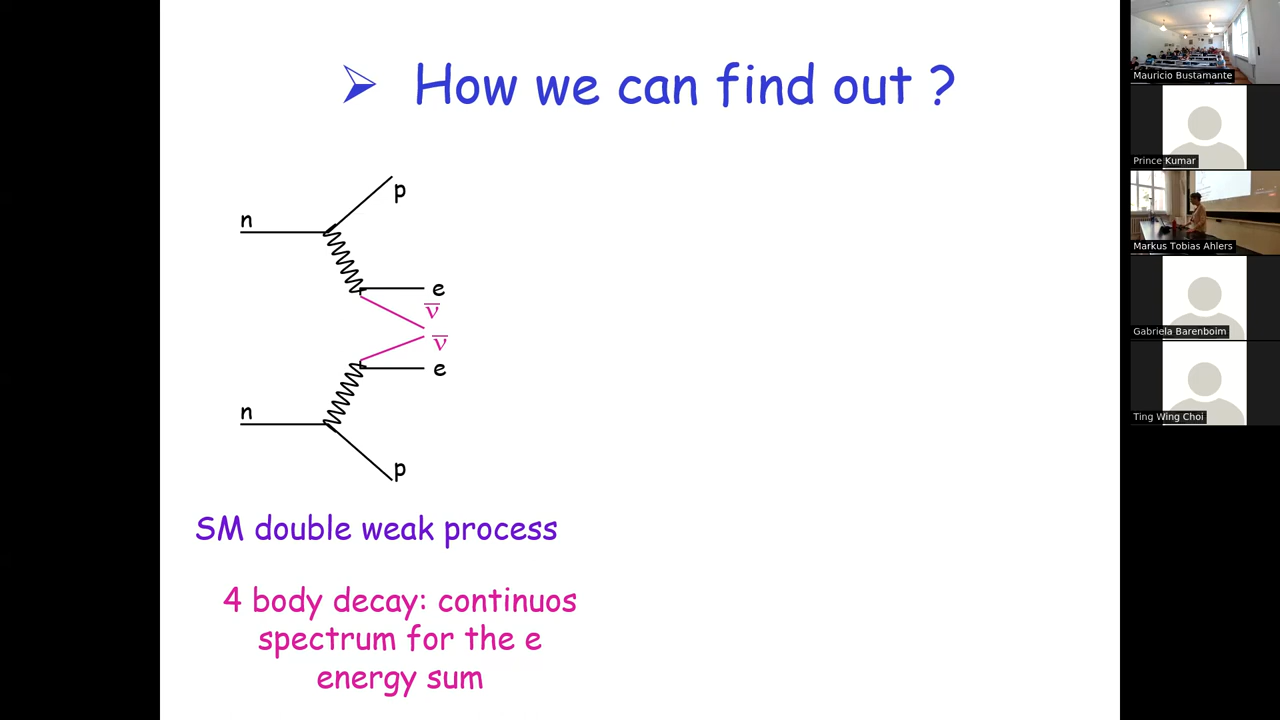 How we can find out ?
n
p
e
ν̅
ν̅
e
n
p
SM double weak process
4 body decay: continuos
spectrum for the e
energy sum
Mauricio Bustamante
Prince Kumar
Markus Tobias Ahlers
Gabriela Barenboim
Ting Wing Choi